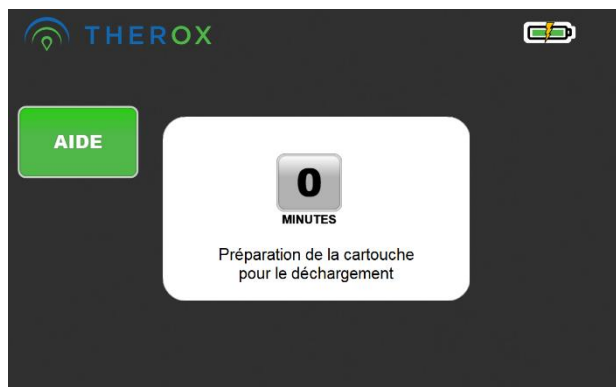 THEROX
AIDE
0
MINUTES
Préparation de la cartouche
pour le déchargement